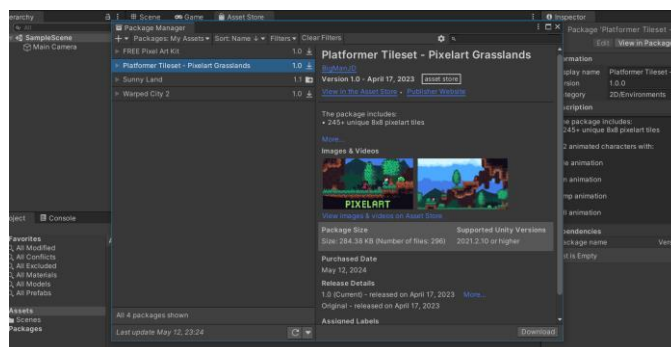 erarchy
Scene
Game
Asset Store
Inspector
All
SampleScene
Main Camera
Package Manager
Packages: My Assets
Sort: Name ↓
Filters
Clear Filters
FREE Pixel Art Kit 1.0
Platformer Tileset - Pixelart Grasslands 1.0
Sunny Land 1.1
Warped City 2 1.0
All 4 packages shown
Last update May 12, 23:24
Platformer Tileset - Pixelart Grasslands
BigManJD
Version 1.0 - April 17, 2023 asset store
View in the Asset Store • Publisher Website
The package includes:
• 245+ unique 8x8 pixelart tiles
More...
Images & Videos
PIXELART
View images & videos on Asset Store
Package Size Supported Unity Versions
Size: 284.38 KB (Number of files: 296) 2021.2.10 or higher
Purchased Date
May 12, 2024
Release Details
1.0 (Current) - released on April 17, 2023 More...
Original - released on April 17, 2023
Assigned Labels
Download
Package 'Platformer Tileset -
Edit View in Packag
ormation
splay name Platformer Tileset -
rsion 1.0.0
tegory 2D/Environments
scription
he package includes:
245+ unique 8x8 pixelart tiles
2 animated characters with:
le animation
n animation
mp animation
ll animation
pendencies
ackage name Ver
st is Empty
oject
Console
Favorites
All Modified
All Conflicts
All Excluded
All Materials
All Models
All Prefabs
Assets
Scenes
Packages